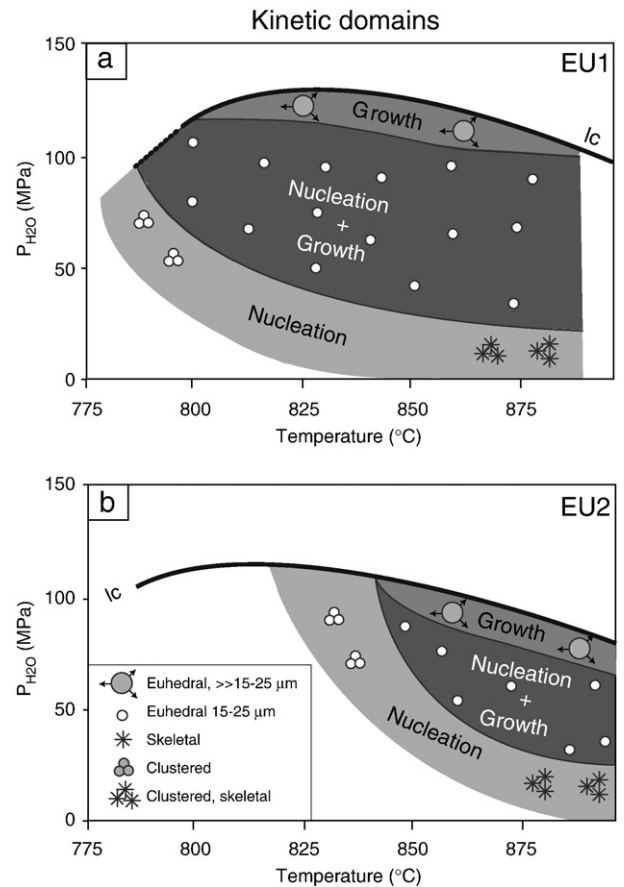 Kinetic domains
150
a
EU1
Growth
lc
100
Nucleation
+
Growth
P_H2O (MPa)
50
Nucleation
0
775
800
825
850
875
Temperature (°C)
150
b
EU2
lc
100
Growth
Nucleation
+
Growth
P_H2O (MPa)
50
Nucleation
0
Euhedral, >>15-25 μm
Euhedral 15-25 μm
Skeletal
Clustered
Clustered, skeletal
775
800
825
850
875
Temperature (°C)